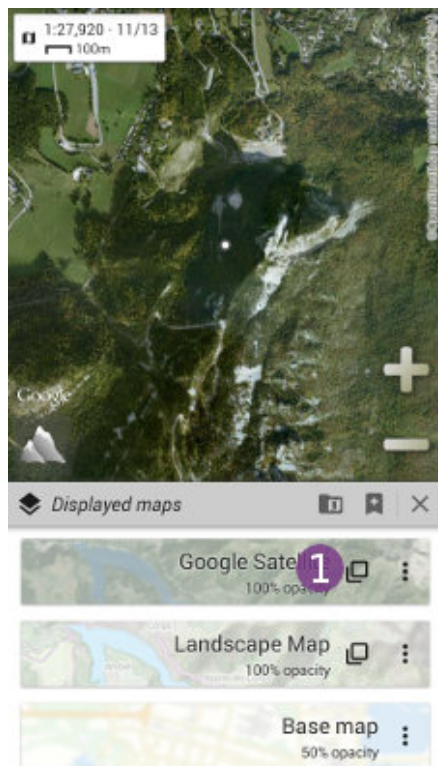 1:27,920 - 11/13
100m
Google
Displayed maps
Google Satellite
1
100% opacity
Landscape Map
100% opacity
Base map
50% opacity